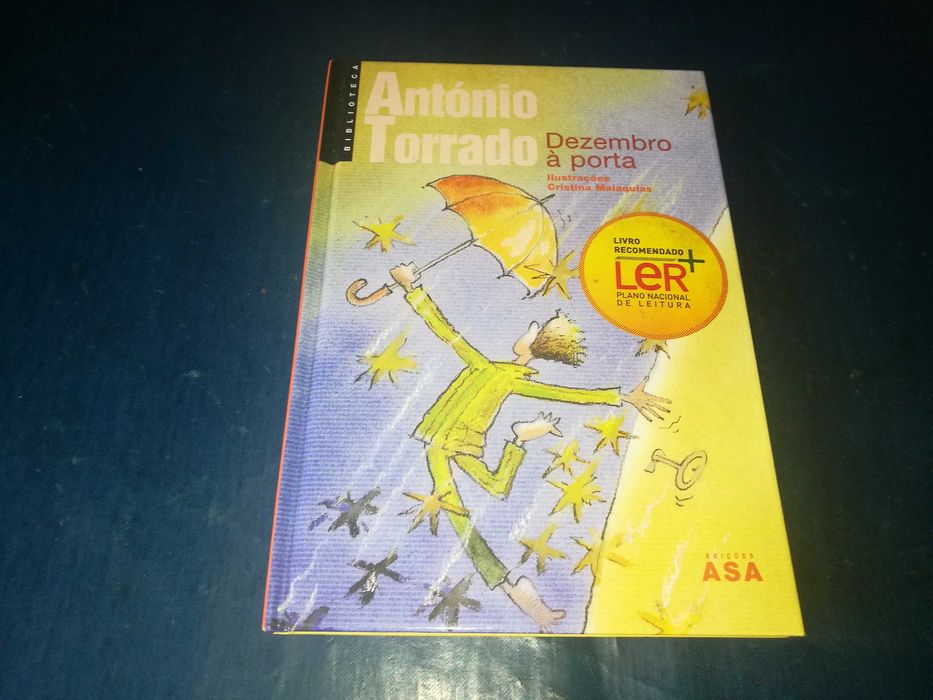 BIBLIOTECA
António
Torrado
Dezembro
à porta
Ilustrações
Cristina Malaquias
LIVRO
RECOMENDADO
LeR+
PLANO NACIONAL
DE LEITURA
EDIÇÕES
ASA